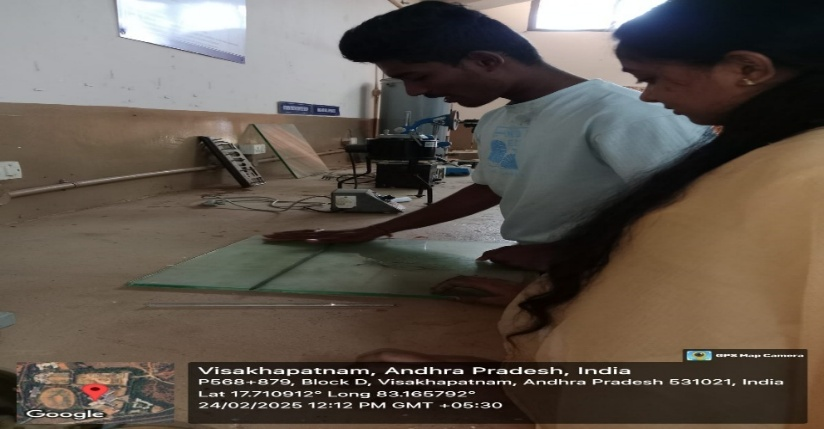 GPS Map Camera
Visakhapatnam, Andhra Pradesh, India
P568+879, Block D, Visakhapatnam, Andhra Pradesh 531021, India
Lat 17.710912° Long 83.165792°
24/02/2025 12:12 PM GMT +05:30
Google